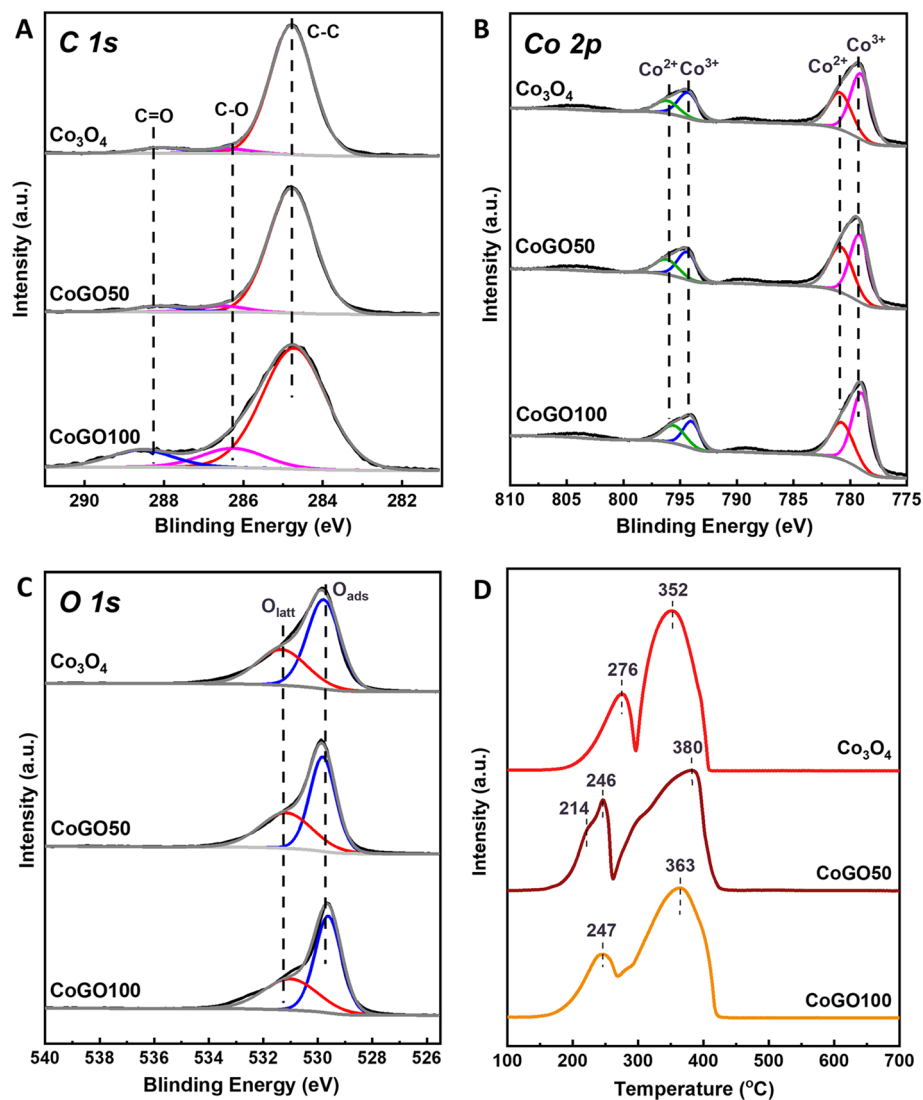 A
C 1s
C-C
C=O
C-O
Co₃O₄
CoGO50
CoGO100
Intensity (a.u.)
290 288 286 284 282 281
Blinding Energy (eV)
B
Co 2p
Co²⁺ Co³⁺
Co²⁺
Co³⁺
Co₃O₄
CoGO50
CoGO100
Intensity (a.u.)
810 805 800 795 790 785 780 775
Blinding Energy (eV)
C
O 1s
Olatt
Oads
Co₃O₄
CoGO50
CoGO100
Intensity (a.u.)
540 538 536 534 532 530 528 526
Blinding Energy (eV)
D
352
276
Co₃O₄
380
246
214
CoGO50
363
247
CoGO100
Intensity (a.u.)
100 200 300 400 500 600 700
Temperature (°C)